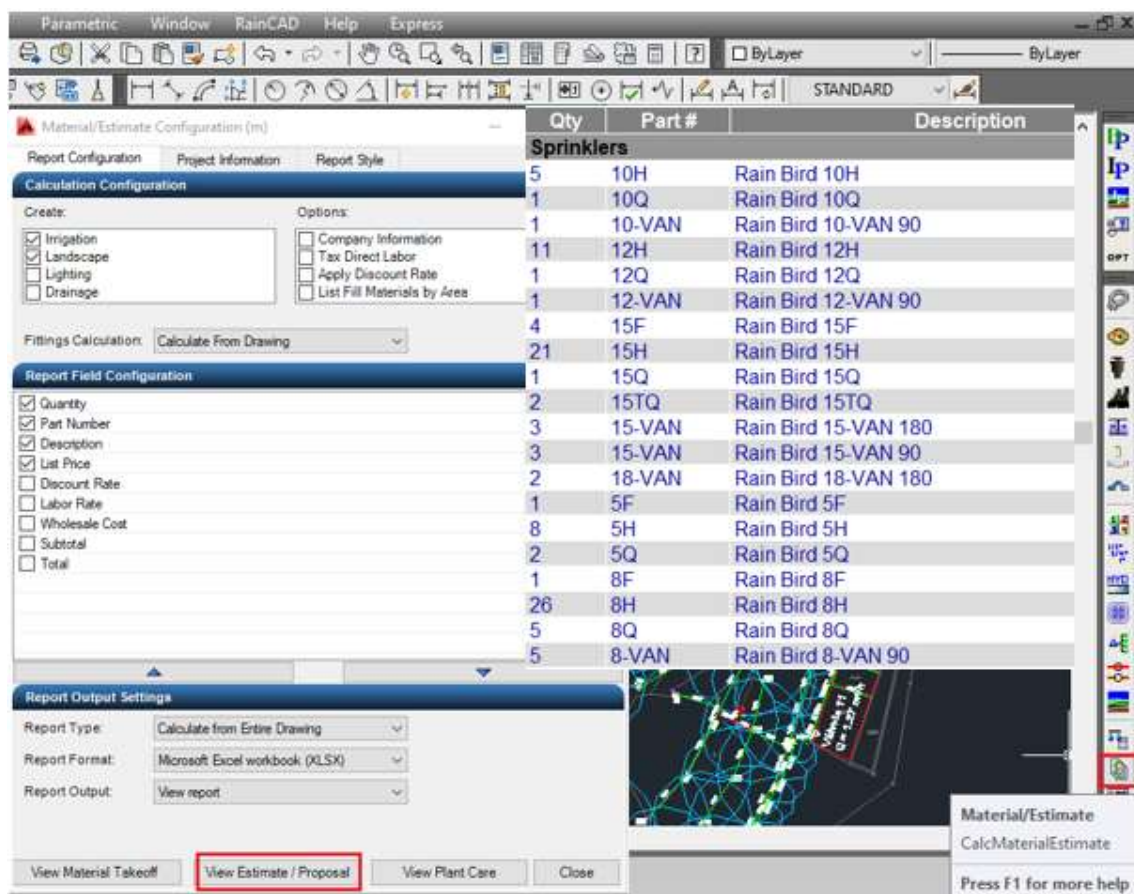 Parametric Window RainCAD Help Express
ByLayer ByLayer
STANDARD
Material/Estimate Configuration (m)
Report Configuration Project Information Report Style
Calculation Configuration
Create: Options:
Irrigation Company Information
Landscape Tax Direct Labor
Lighting Apply Discount Rate
Drainage List Fill Materials by Area
Fittings Calculation: Calculate From Drawing
Report Field Configuration
Quantity
Part Number
Description
List Price
Discount Rate
Labor Rate
Wholesale Cost
Subtotal
Total
Qty Part # Description
Sprinklers
5 10H Rain Bird 10H
1 10Q Rain Bird 10Q
1 10-VAN Rain Bird 10-VAN 90
11 12H Rain Bird 12H
1 12Q Rain Bird 12Q
1 12-VAN Rain Bird 12-VAN 90
4 15F Rain Bird 15F
21 15H Rain Bird 15H
1 15Q Rain Bird 15Q
2 15TQ Rain Bird 15TQ
3 15-VAN Rain Bird 15-VAN 180
3 15-VAN Rain Bird 15-VAN 90
2 18-VAN Rain Bird 18-VAN 180
1 5F Rain Bird 5F
8 5H Rain Bird 5H
2 5Q Rain Bird 5Q
1 8F Rain Bird 8F
26 8H Rain Bird 8H
5 8Q Rain Bird 8Q
5 8-VAN Rain Bird 8-VAN 90
Report Output Settings
Report Type: Calculate from Entire Drawing
Report Format: Microsoft Excel workbook (XLSX)
Report Output: View report
View Material Takeoff View Estimate / Proposal View Plant Care Close
OPT
HYD
Material/Estimate
CalcMaterialEstimate
Press F1 for more help